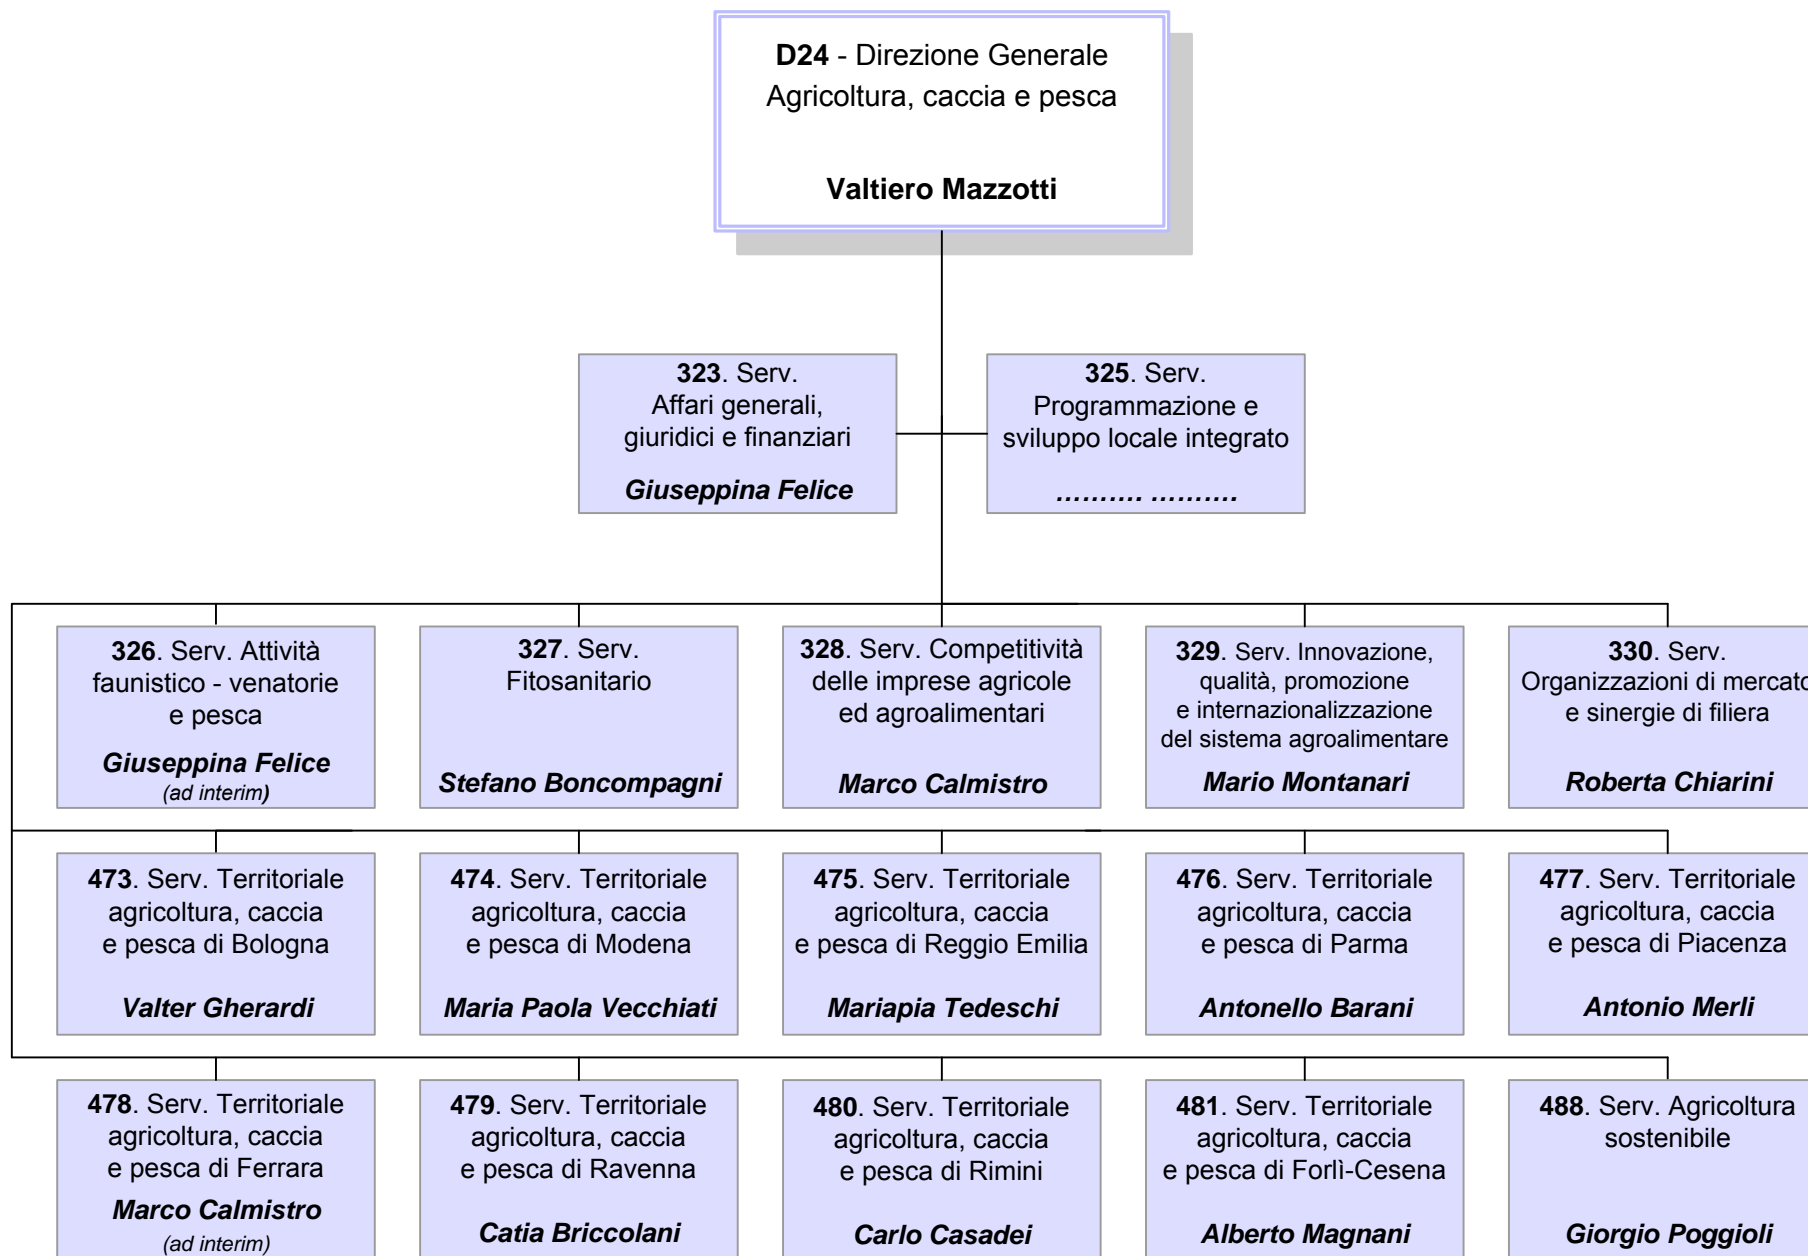 D24 - Direzione Generale
Agricoltura, caccia e pesca
Valtiero Mazzotti
323. Serv.
Affari generali,
giuridici e finanziari
Giuseppina Felice
325. Serv.
Programmazione e
sviluppo locale integrato
………. ……….
326. Serv. Attività
faunistico - venatorie
e pesca
Giuseppina Felice
(ad interim)
327. Serv.
Fitosanitario
Stefano Boncompagni
328. Serv. Competitività
delle imprese agricole
ed agroalimentari
Marco Calmistro
329. Serv. Innovazione,
qualità, promozione
e internazionalizzazione
del sistema agroalimentare
Mario Montanari
330. Serv.
Organizzazioni di mercato
e sinergie di filiera
Roberta Chiarini
473. Serv. Territoriale
agricoltura, caccia
e pesca di Bologna
Valter Gherardi
474. Serv. Territoriale
agricoltura, caccia
e pesca di Modena
Maria Paola Vecchiati
475. Serv. Territoriale
agricoltura, caccia
e pesca di Reggio Emilia
Mariapia Tedeschi
476. Serv. Territoriale
agricoltura, caccia
e pesca di Parma
Antonello Barani
477. Serv. Territoriale
agricoltura, caccia
e pesca di Piacenza
Antonio Merli
478. Serv. Territoriale
agricoltura, caccia
e pesca di Ferrara
Marco Calmistro
(ad interim)
479. Serv. Territoriale
agricoltura, caccia
e pesca di Ravenna
Catia Briccolani
480. Serv. Territoriale
agricoltura, caccia
e pesca di Rimini
Carlo Casadei
481. Serv. Territoriale
agricoltura, caccia
e pesca di Forlì-Cesena
Alberto Magnani
488. Serv. Agricoltura
sostenibile
Giorgio Poggioli